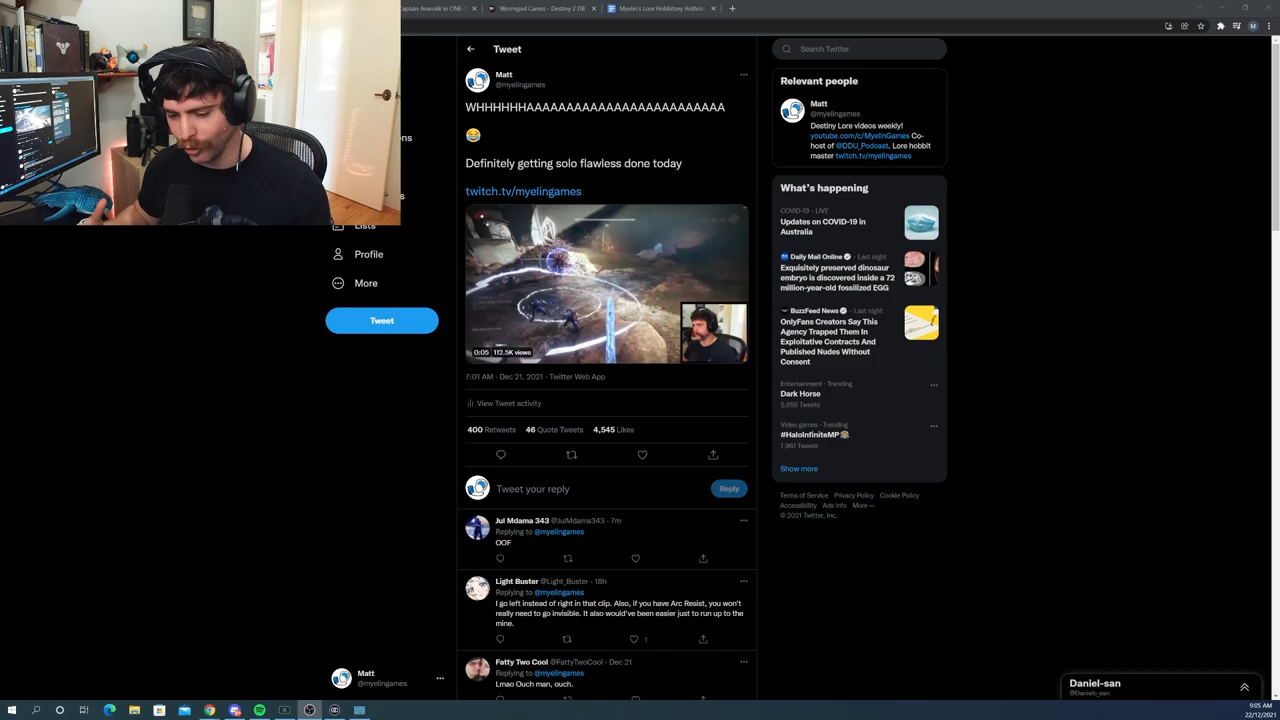 Captain Avarokk in ONE (
Wormgod Caress - Destiny 2 DB
Myelin's Lore Hobbitsey Antholo
Tweet
Matt
@myelingames
WHHHHHHAAAAAAAAAAAAAAAAAAAAAAAAA
😂
Definitely getting solo flawless done today
twitch.tv/myelingames
0:05 112.5K views
7:01 AM · Dec 21, 2021 · Twitter Web App
View Tweet activity
400 Retweets 46 Quote Tweets 4,545 Likes
Tweet your reply
Reply
Jul Mdama 343 @JulMdama343 · 7m
Replying to @myelingames
OOF
Light Buster @Light_Buster · 18h
Replying to @myelingames
I go left instead of right in that clip. Also, if you have Arc Resist, you won't
really need to go invisible. It also would've been easier just to run up to the
mine.
1
Fatty Two Cool @FattyTwoCool · Dec 21
Replying to @myelingames
Lmao Ouch man, ouch.
Lists
Profile
More
Tweet
Matt
@myelingames
Search Twitter
Relevant people
Matt
@myelingames
Destiny Lore videos weekly!
youtube.com/c/MyelinGames Co-
host of @DDU_Podcast. Lore hobbit
master twitch.tv/myelingames
What's happening
COVID-19 · LIVE
Updates on COVID-19 in
Australia
Daily Mail Online · Last night
Exquisitely preserved dinosaur
embryo is discovered inside a 72
million-year-old fossilized EGG
BuzzFeed News · Last night
OnlyFans Creators Say This
Agency Trapped Them In
Exploitative Contracts And
Published Nudes Without
Consent
Entertainment · Trending
Dark Horse
5,659 Tweets
Video games · Trending
#HaloInfiniteMP
1,961 Tweets
Show more
Terms of Service Privacy Policy Cookie Policy
Accessibility Ads info More
© 2021 Twitter, Inc.
Daniel-san
9:05 AM
22/12/2021